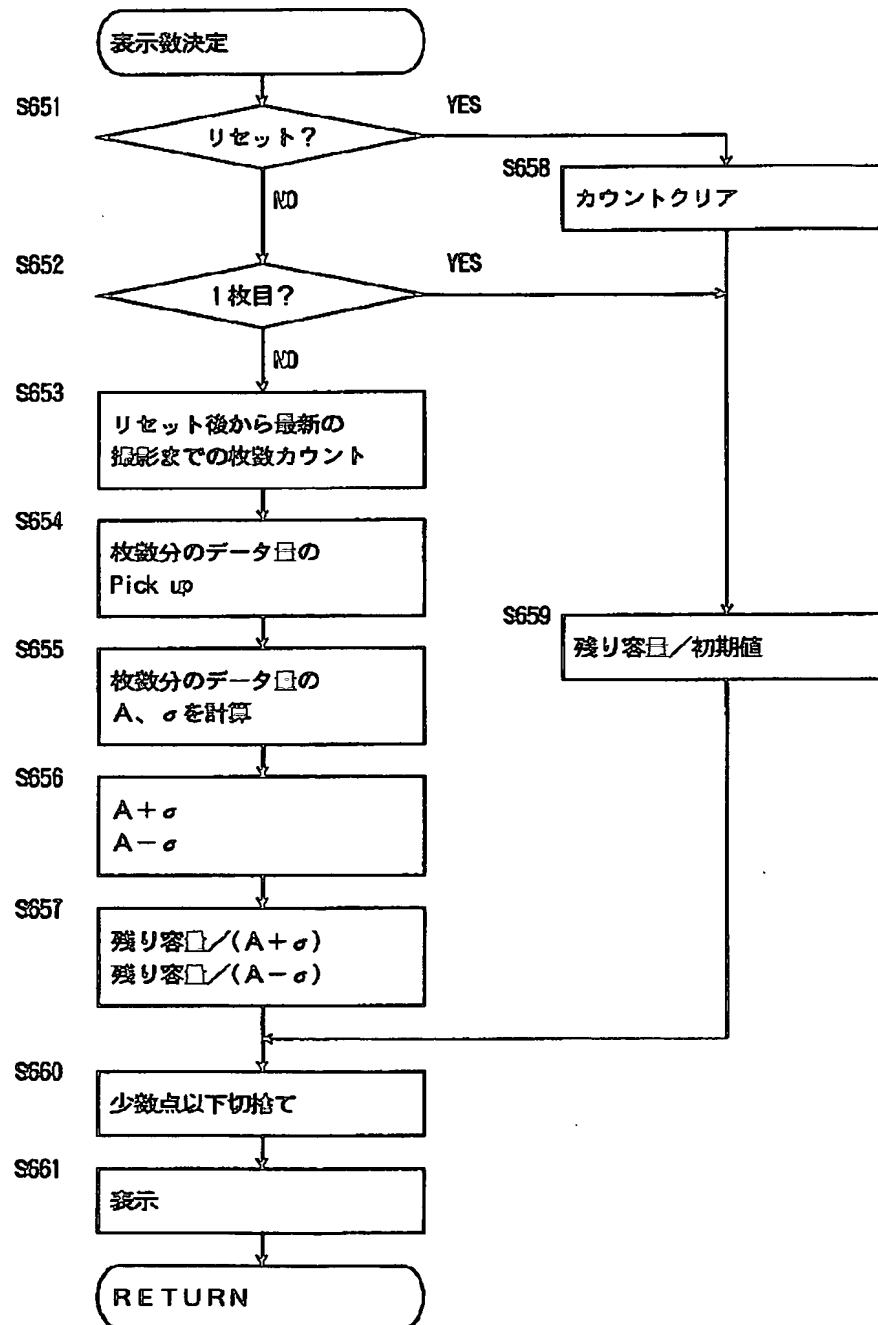 表示数決定
S651
リセット?
YES
NO
S658
カウントクリア
S652
1枚目?
YES
NO
S653
リセット後から最新の
撮影までの枚数カウント
S654
枚数分のデータ量の
Pick up
S655
枚数分のデータ量の
A、σを計算
S659
残り容量/初期値
S656
A+σ
A-σ
S657
残り容量/(A+σ)
残り容量/(A-σ)
S660
少数点以下切捨て
S661
表示
RETURN